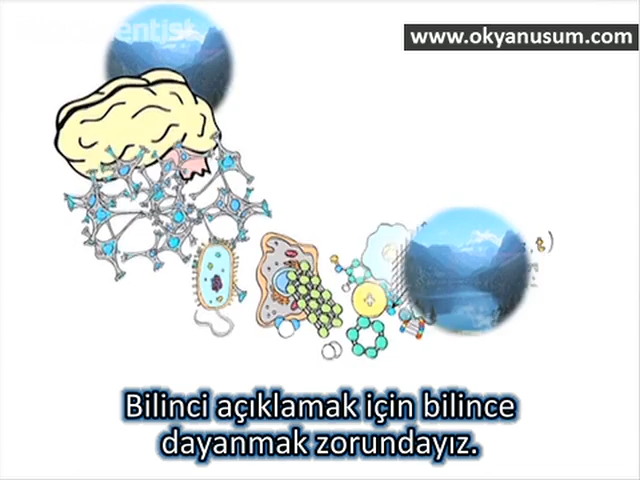 www.okyanusum.com
Bilinci açıklamak için bilince
dayanmak zorundayız.